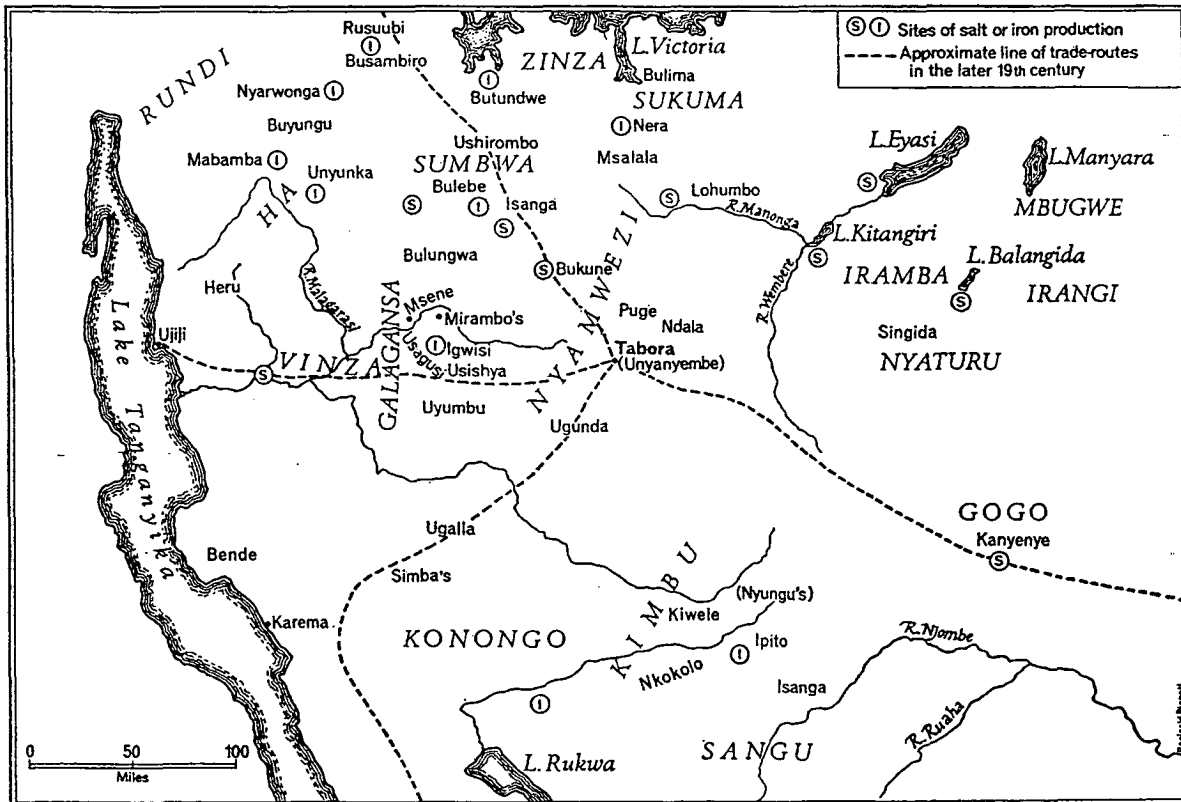 Ⓢ Ⓘ Sites of salt or iron production
Approximate line of trade-routes
in the later 19th century
Rusuubi
Ⓘ
Busambiro
ZINZA
L.Victoria
Bulima
RUNDI
Nyarwonga Ⓘ
Ⓘ
Butundwe
SUKUMA
Buyungu
Ⓘ Nera
Ushirombo
L.Eyasi
Mabamba Ⓘ
SUMBWA
Msalala
L.Manyara
Unyunka
Ⓘ
HA
Bulebe
Ⓢ
Ⓘ
Isanga
Ⓢ
Ⓢ Lohumbo
Ⓢ
MBUGWE
R.Manonga
L.Kitangiri
Ⓢ
Bulungwa
Ⓢ Bukune
IRAMBA
L.Balangida
Ⓢ
IRANGI
Heru
R.Malagarasi
Msene
Mirambo's
NYAMWEZI
Puge
Ndala
R.Wembere
Singida
NYATURU
Ujiji
Ⓢ
VINZA
GALAGANSA
Usagusi
Ⓘ Igwisi
Usishya
Tabora
(Unyanyembe)
Uyumbu
Ugunda
Lake Tanganyika
GOGO
Kanyenye
Ⓢ
Ugalla
Bende
Simba's
KIMBU
(Nyungu's)
Kiwele
Karema
KONONGO
Ipito
Ⓘ
Nkokolo
R.Njombe
Isanga
Ⓘ
R.Ruaha
SANGU
L.Rukwa
0 50 100
Miles